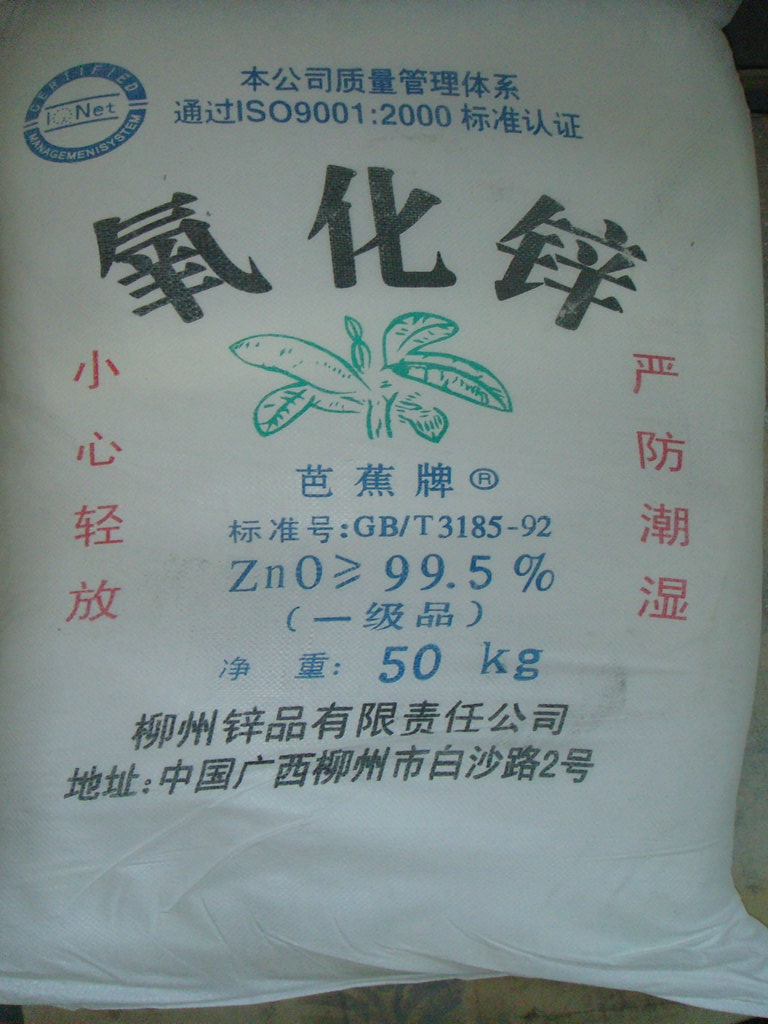 CERTIFIED
IQNet
MANAGEMENT SYSTEM
本公司质量管理体系
通过ISO9001:2000 标准认证
氧化锌
小心轻放
严防潮湿
芭蕉牌®
标准号:GB/T3185-92
ZnO≥99.5%
(一级品)
净 重: 50 kg
柳州锌品有限责任公司
地址:中国广西柳州市白沙路2号